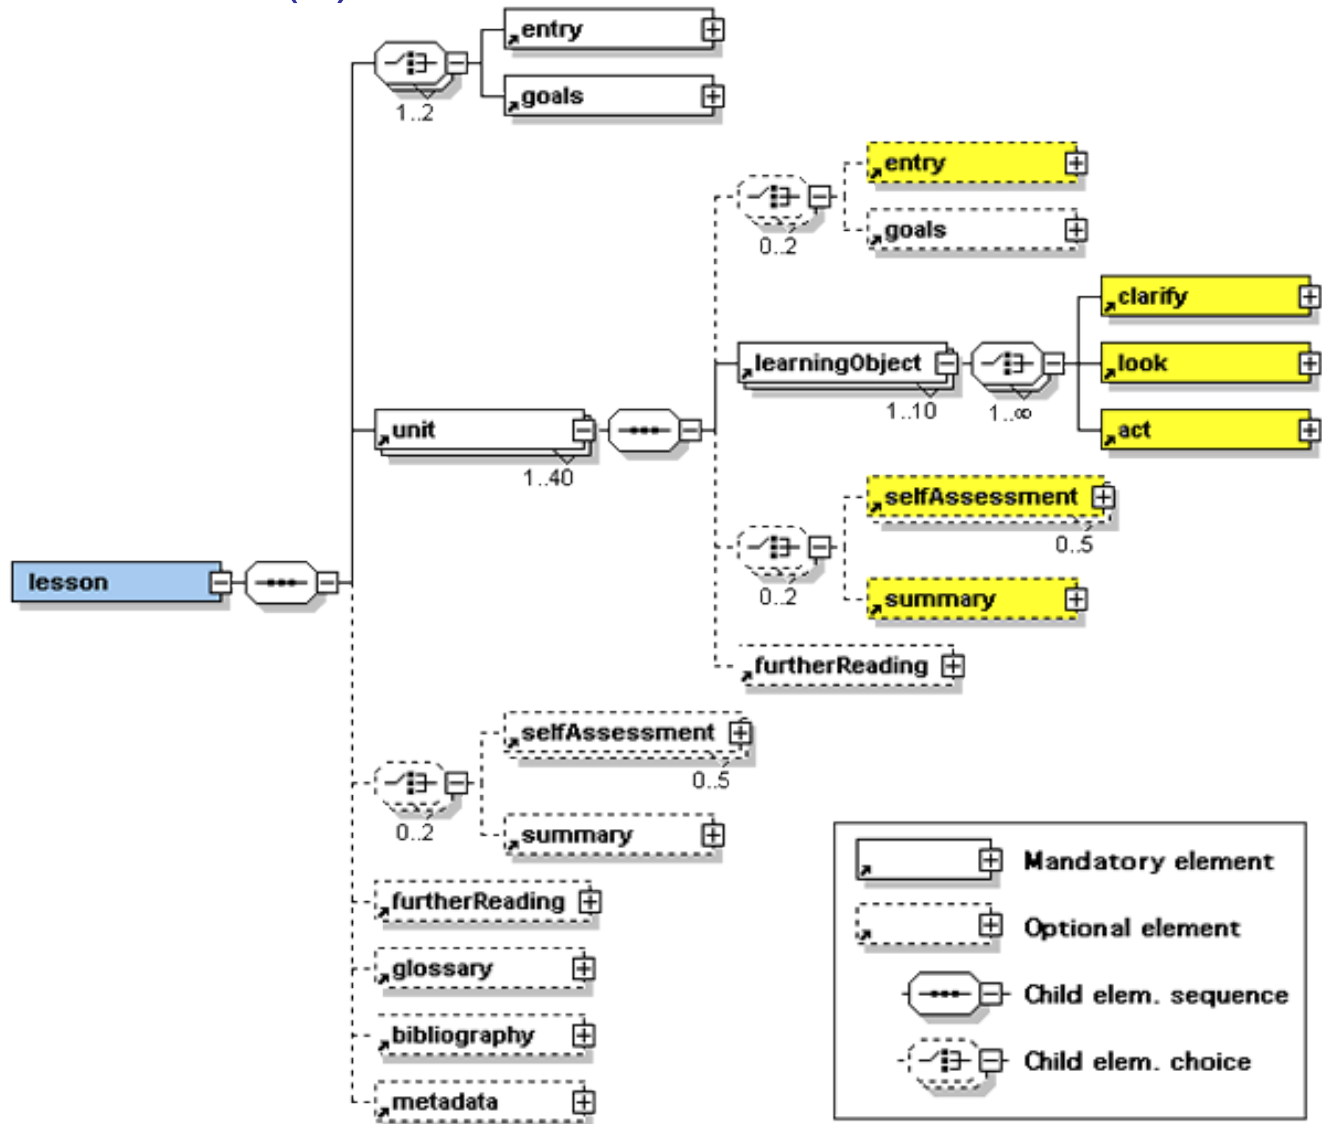 entry
goals
1..2
entry
goals
0..2
clarify
learningObject
look
1..10
1..∞
unit
act
1..40
selfAssessment
0..5
0..2
summary
lesson
furtherReading
selfAssessment
0..5
0..2
summary
furtherReading
glossary
bibliography
metadata
Mandatory element
Optional element
Child elem. sequence
Child elem. choice